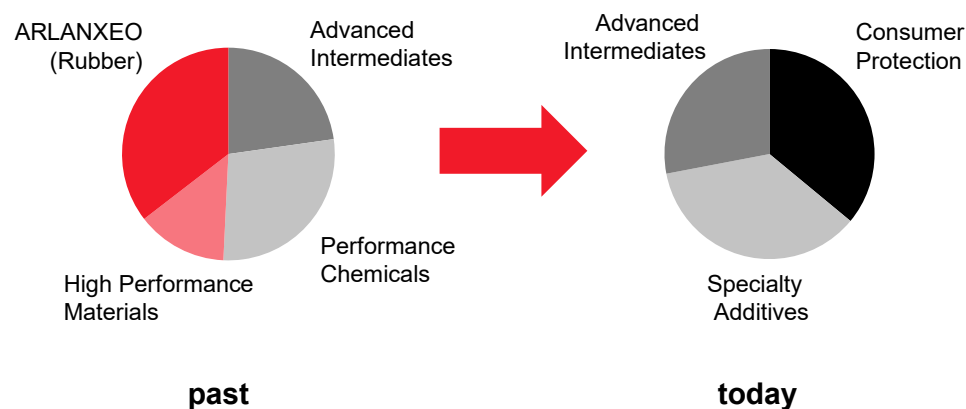 ARLANXEO
(Rubber)
Advanced
Intermediates
Performance
Chemicals
High Performance
Materials
past
Advanced
Intermediates
Consumer
Protection
Specialty
Additives
today